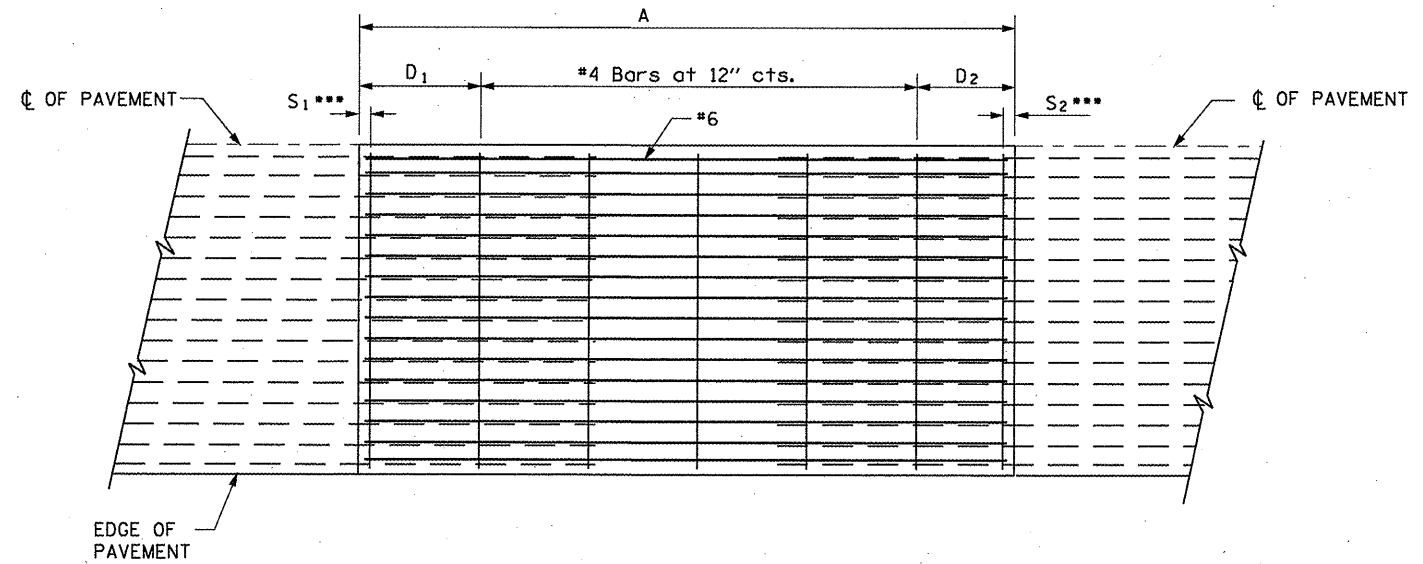 A
D₁
#4 Bars at 12" cts.
D₂
℄ OF PAVEMENT
S₁***
#6
S₂***
℄ OF PAVEMENT
EDGE OF
PAVEMENT